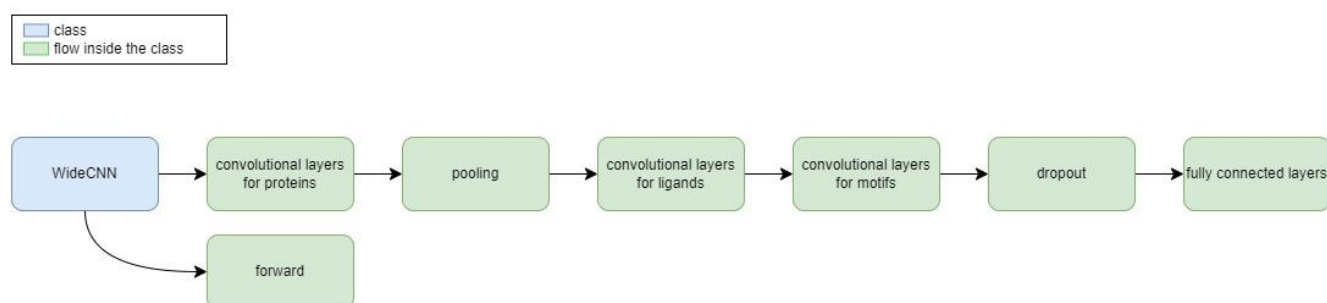 class
flow inside the class
WideCNN
convolutional layers
for proteins
pooling
convolutional layers
for ligands
convolutional layers
for motifs
dropout
fully connected layers
forward